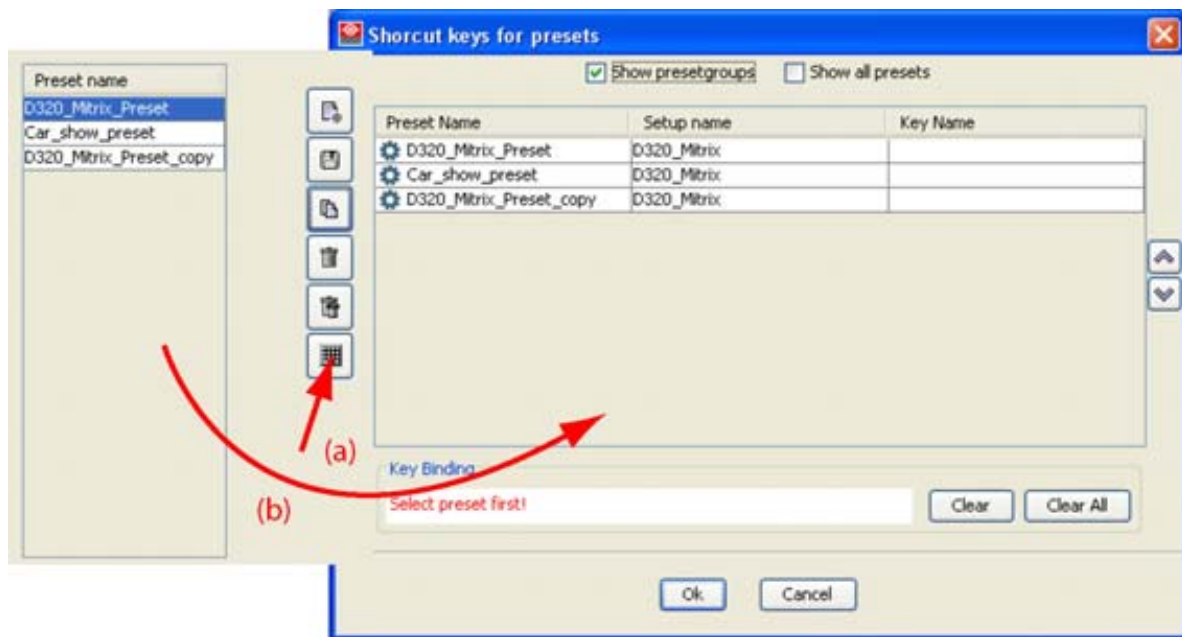 Shorcut keys for presets
Show presetgroups Show all presets
Preset name
D320_Mitrix_Preset
Car_show_preset
D320_Mitrix_Preset_copy
Preset Name Setup name Key Name
D320_Mitrix_Preset D320_Mitrix
Car_show_preset D320_Mitrix
D320_Mitrix_Preset_copy D320_Mitrix
(a)
(b)
Key Binding
Select preset first!
Clear Clear All
Ok Cancel